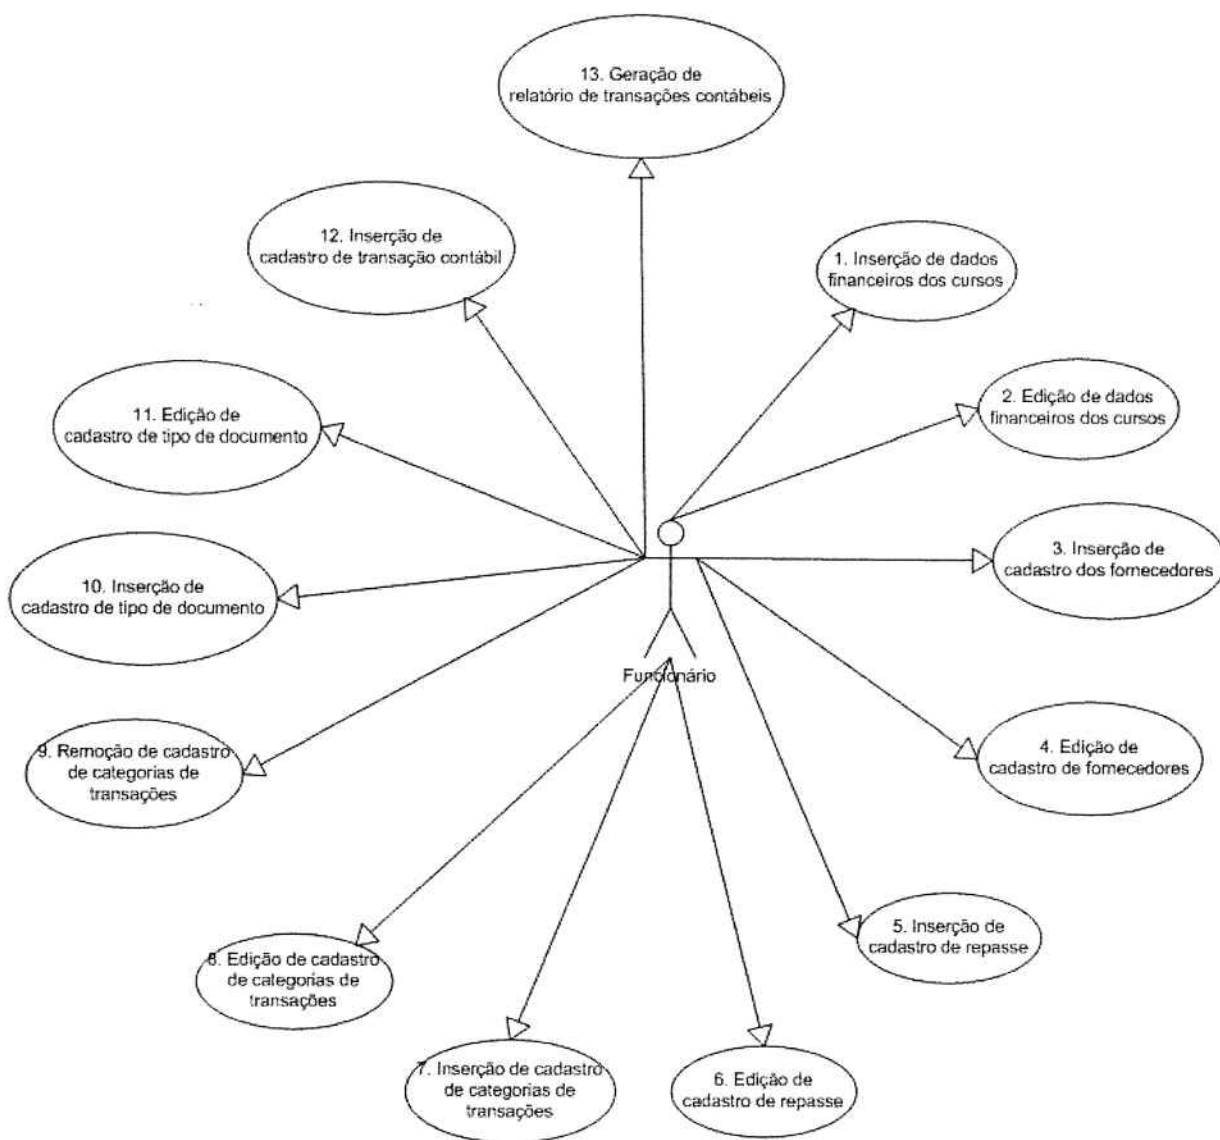 13. Geração de
relatório de transações contábeis
12. Inserção de
cadastro de transação contábil
1. Inserção de dados
financeiros dos cursos
11. Edição de
cadastro de tipo de documento
2. Edição de dados
financeiros dos cursos
3. Inserção de
cadastro dos fornecedores
10. Inserção de
cadastro de tipo de documento
Funcionário
9. Remoção de cadastro
de categorias de
transações
4. Edição de
cadastro de fornecedores
5. Inserção de
cadastro de repasse
8. Edição de cadastro
de categorias de
transações
7. Inserção de cadastro
de categorias de
transações
6. Edição de
cadastro de repasse